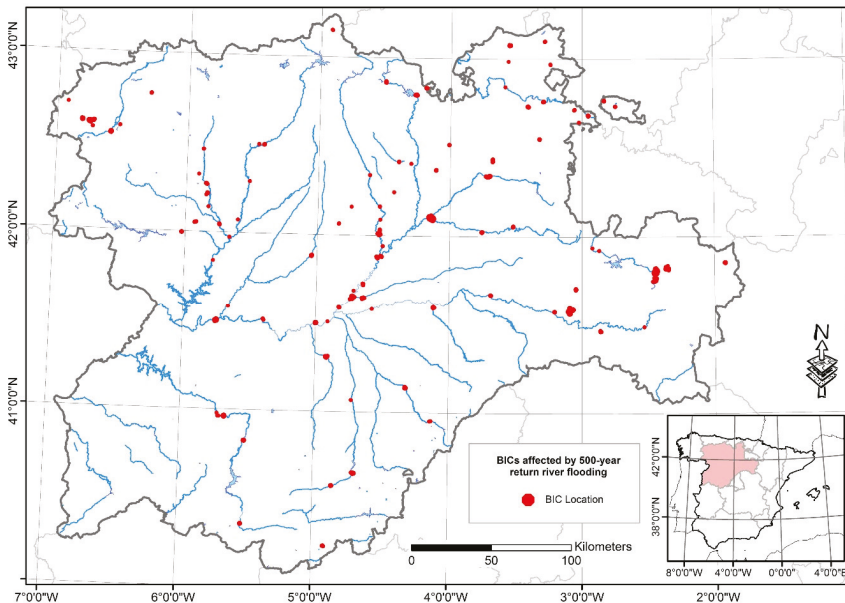 43°0'0"N
42°0'0"N
41°0'0"N
N
BICs affected by 500-year
return river flooding
BIC Location
Kilometers
0 50 100
7°0'0"W 6°0'0"W 5°0'0"W 4°0'0"W 3°0'0"W 2°0'0"W
42°0'0"N
38°0'0"N
8°0'0"W 4°0'0"W 0°0'0" 4°0'0"E